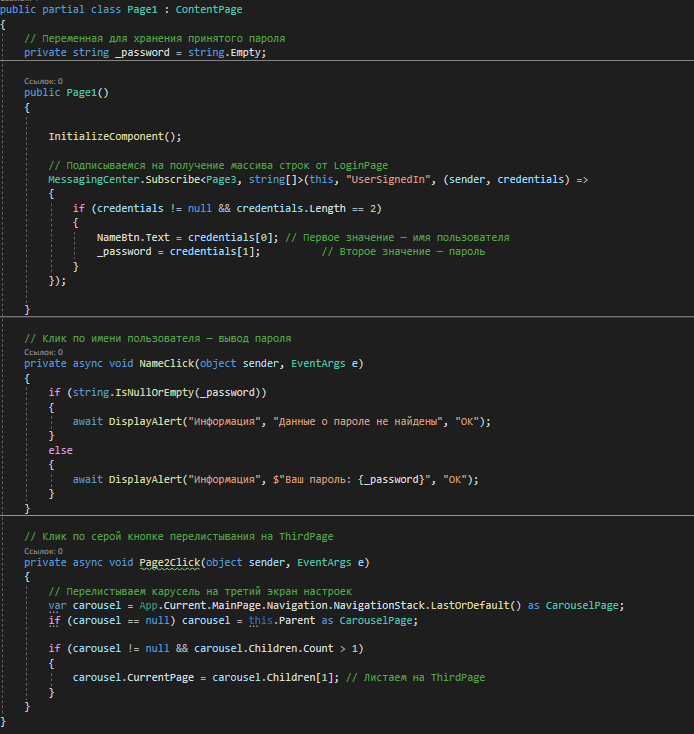 public partial class Page1 : ContentPage
{
// Переменная для хранения принятого пароля
private string _password = string.Empty;
Ссылок: 0
public Page1()
{
InitializeComponent();
// Подписываемся на получение массива строк от LoginPage
MessagingCenter.Subscribe<Page3, string[]>(this, "UserSignedIn", (sender, credentials) =>
{
if (credentials != null && credentials.Length == 2)
{
NameBtn.Text = credentials[0]; // Первое значение — имя пользователя
_password = credentials[1]; // Второе значение — пароль
}
});
}
// Клик по имени пользователя — вывод пароля
Ссылок: 0
private async void NameClick(object sender, EventArgs e)
{
if (string.IsNullOrEmpty(_password))
{
await DisplayAlert("Информация", "Данные о пароле не найдены", "OK");
}
else
{
await DisplayAlert("Информация", $"Ваш пароль: {_password}", "OK");
}
}
// Клик по серой кнопке перелистывания на ThirdPage
Ссылок: 0
private async void Page2Click(object sender, EventArgs e)
{
// Перелистываем карусель на третий экран настроек
var carousel = App.Current.MainPage.Navigation.NavigationStack.LastOrDefault() as CarouselPage;
if (carousel == null) carousel = this.Parent as CarouselPage;
if (carousel != null && carousel.Children.Count > 1)
{
carousel.CurrentPage = carousel.Children[1]; // Листаем на ThirdPage
}
}
}